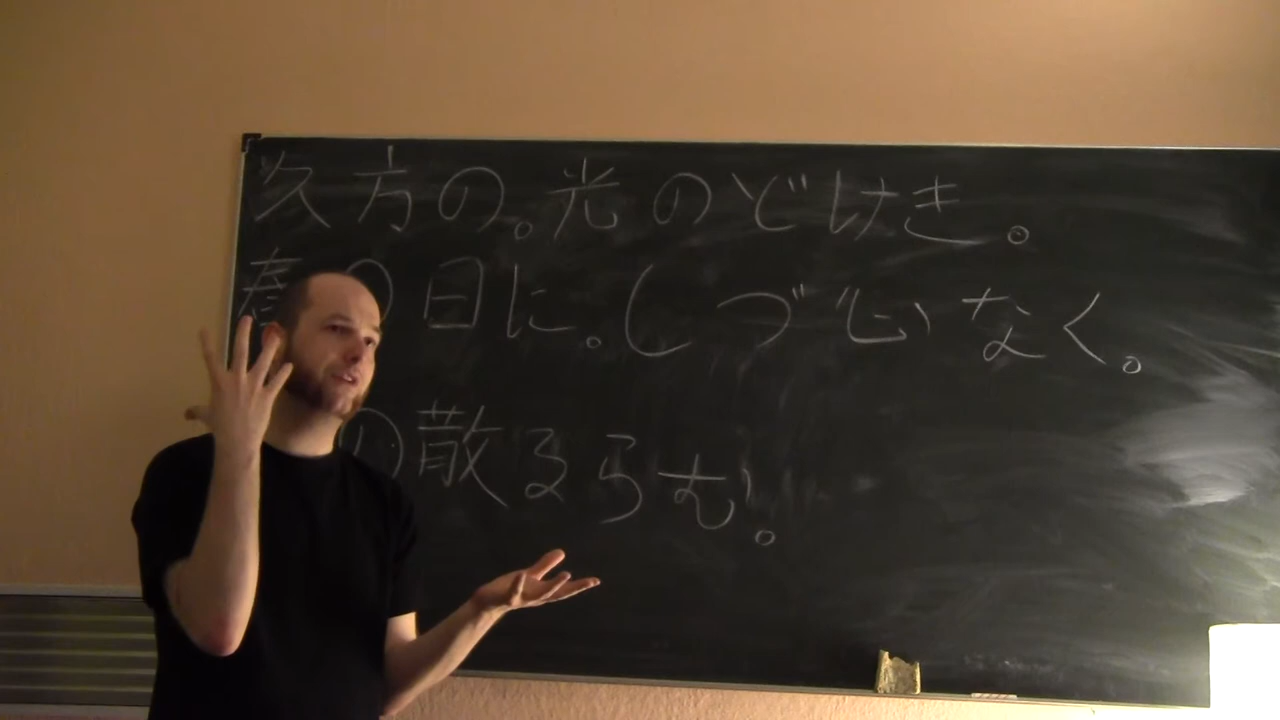 久方の。光のどけき。
春の日に。しづ心なく。
の散るらむ。